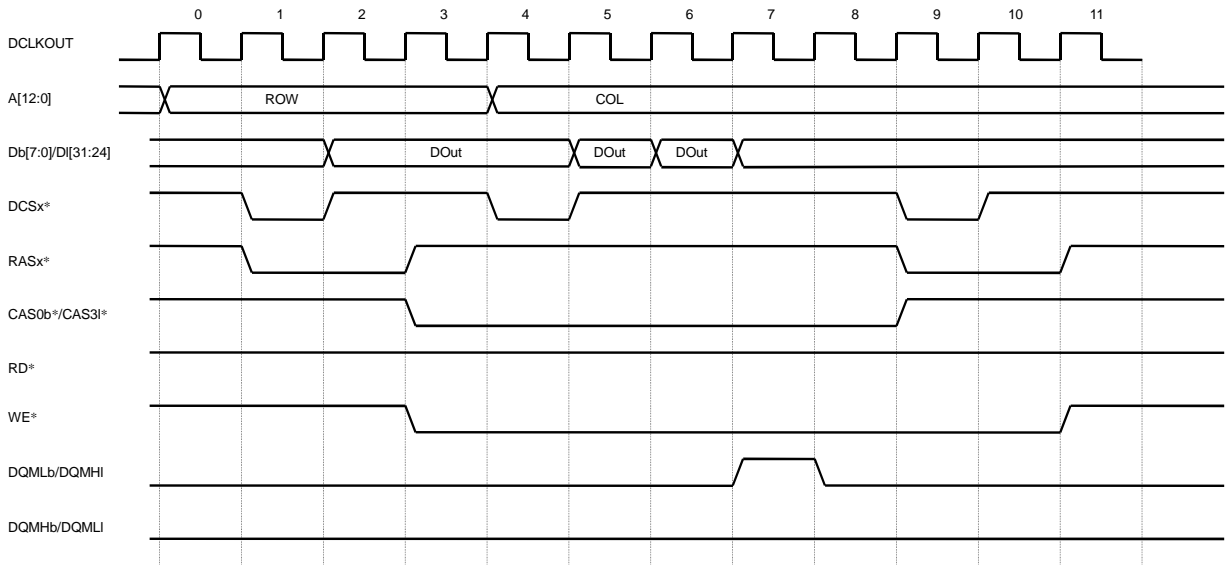 0 1 2 3 4 5 6 7 8 9 10 11
DCLKOUT
A[12:0] ROW COL
Db[7:0]/Dl[31:24] DOut DOut DOut
DCSx*
RASx*
CAS0b*/CAS3l*
RD*
WE*
DQMLb/DQMHl
DQMHb/DQMLl